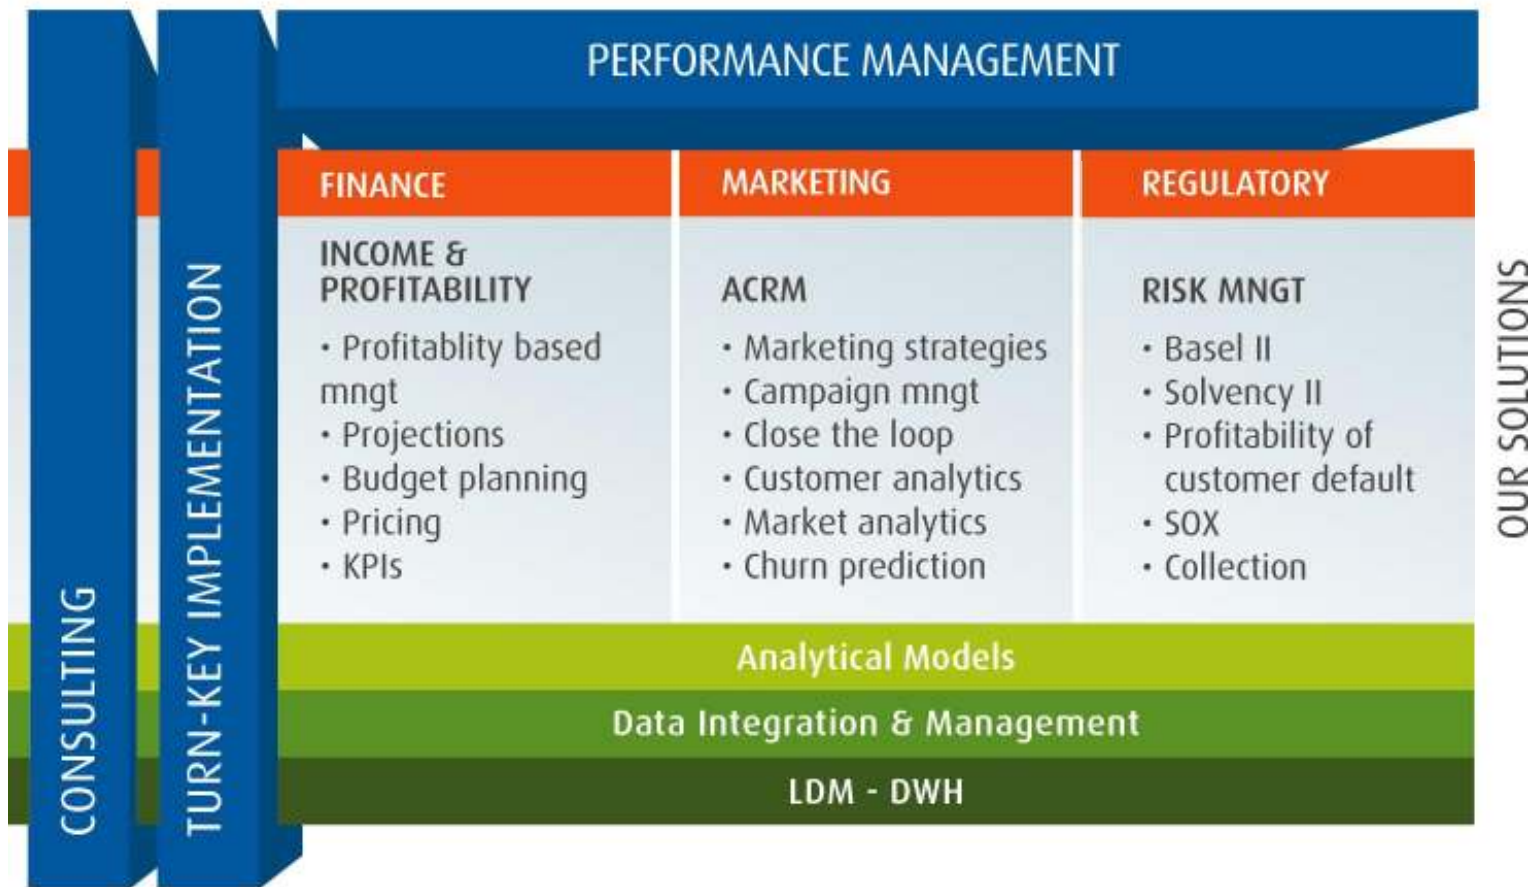 PERFORMANCE MANAGEMENT
CONSULTING
TURN-KEY IMPLEMENTATION
FINANCE
INCOME &
PROFITABILITY
• Profitablity based
mngt
• Projections
• Budget planning
• Pricing
• KPIs
MARKETING
ACRM
• Marketing strategies
• Campaign mngt
• Close the loop
• Customer analytics
• Market analytics
• Churn prediction
REGULATORY
RISK MNGT
• Basel II
• Solvency II
• Profitability of
customer default
• SOX
• Collection
Analytical Models
Data Integration & Management
LDM - DWH
OUR SOLUTIONS